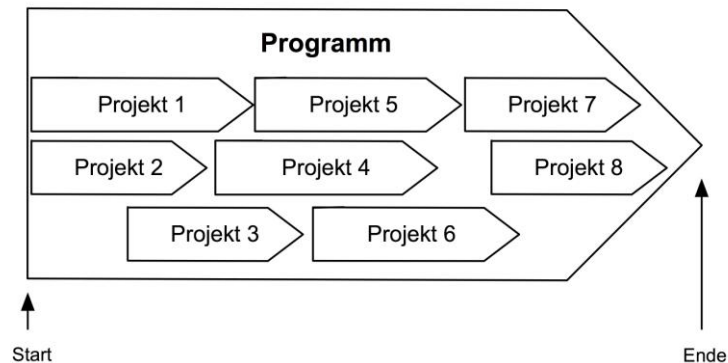 Programm
Projekt 1
Projekt 5
Projekt 7
Projekt 2
Projekt 4
Projekt 8
Projekt 3
Projekt 6
Start
Ende